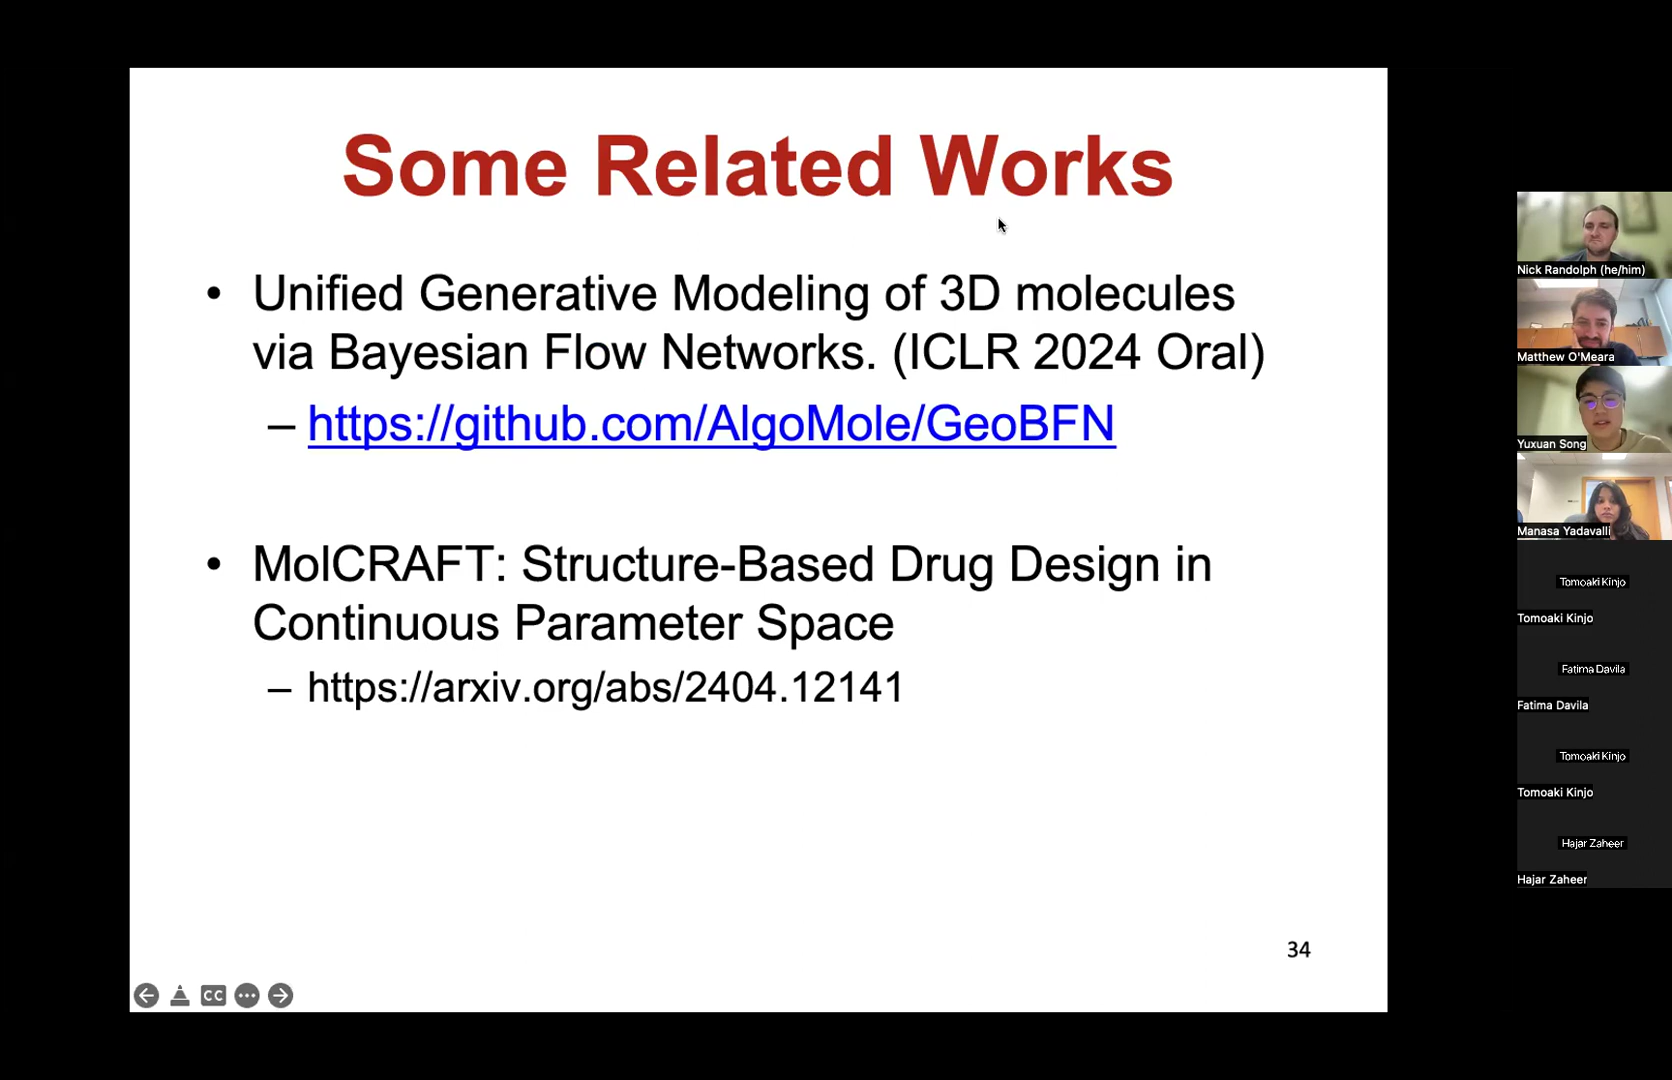 Some Related Works
• Unified Generative Modeling of 3D molecules
via Bayesian Flow Networks. (ICLR 2024 Oral)
– https://github.com/AlgoMole/GeoBFN
• MolCRAFT: Structure-Based Drug Design in
Continuous Parameter Space
– https://arxiv.org/abs/2404.12141
34
CC
Nick Randolph (he/him)
Matthew O'Meara
Yuxuan Song
Manasa Yadavalli
Tomoaki Kinjo
Tomoaki Kinjo
Fatima Davila
Fatima Davila
Tomoaki Kinjo
Tomoaki Kinjo
Hajar Zaheer
Hajar Zaheer